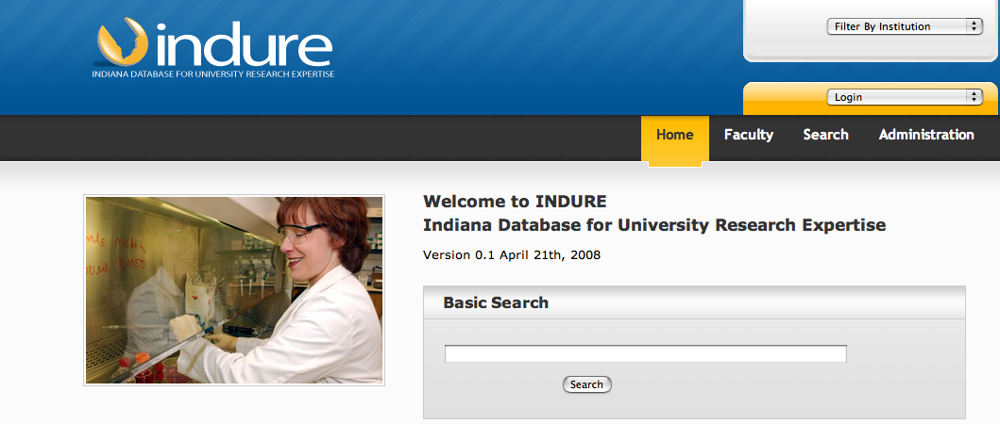 indure
INDIANA DATABASE FOR UNIVERSITY RESEARCH EXPERTISE
Filter By Institution
Login
Home Faculty Search Administration
Welcome to INDURE
Indiana Database for University Research Expertise
Version 0.1 April 21th, 2008
Basic Search
Search